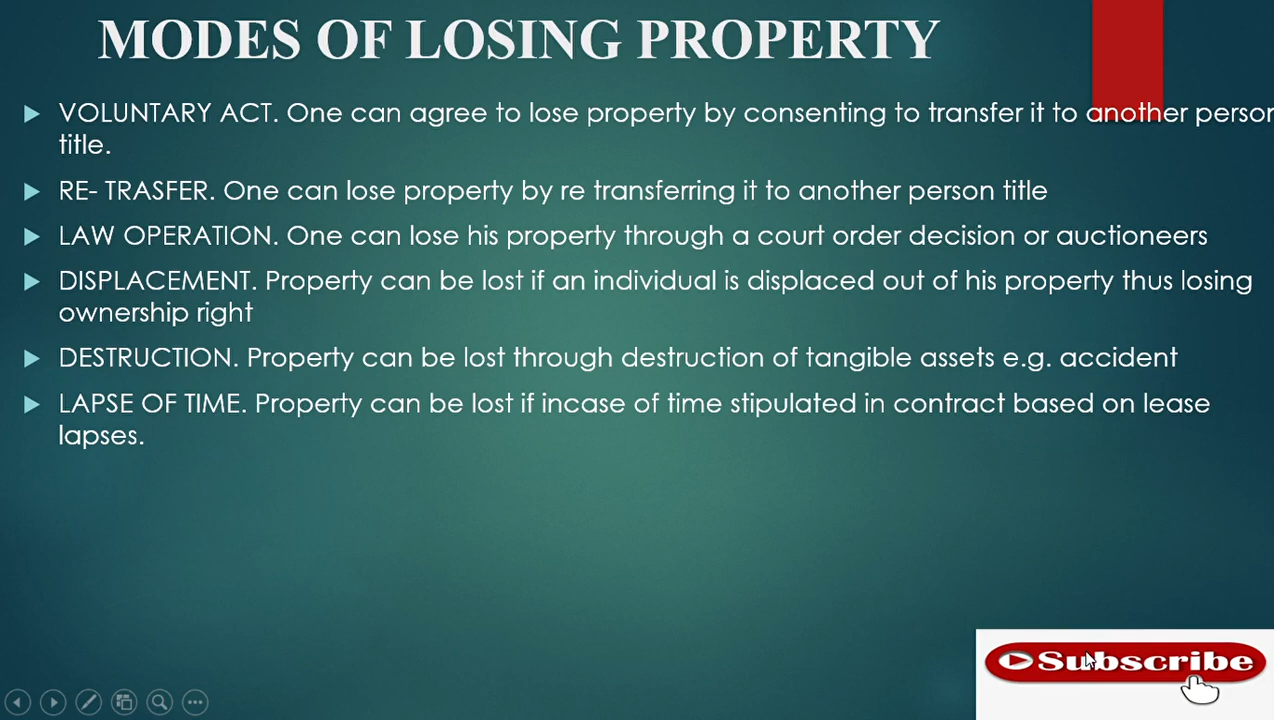 MODES OF LOSING PROPERTY
VOLUNTARY ACT. One can agree to lose property by consenting to transfer it to another person
title.
RE- TRASFER. One can lose property by re transferring it to another person title
LAW OPERATION. One can lose his property through a court order decision or auctioneers
DISPLACEMENT. Property can be lost if an individual is displaced out of his property thus losing
ownership right
DESTRUCTION. Property can be lost through destruction of tangible assets e.g. accident
LAPSE OF TIME. Property can be lost if incase of time stipulated in contract based on lease
lapses.
Subscribe